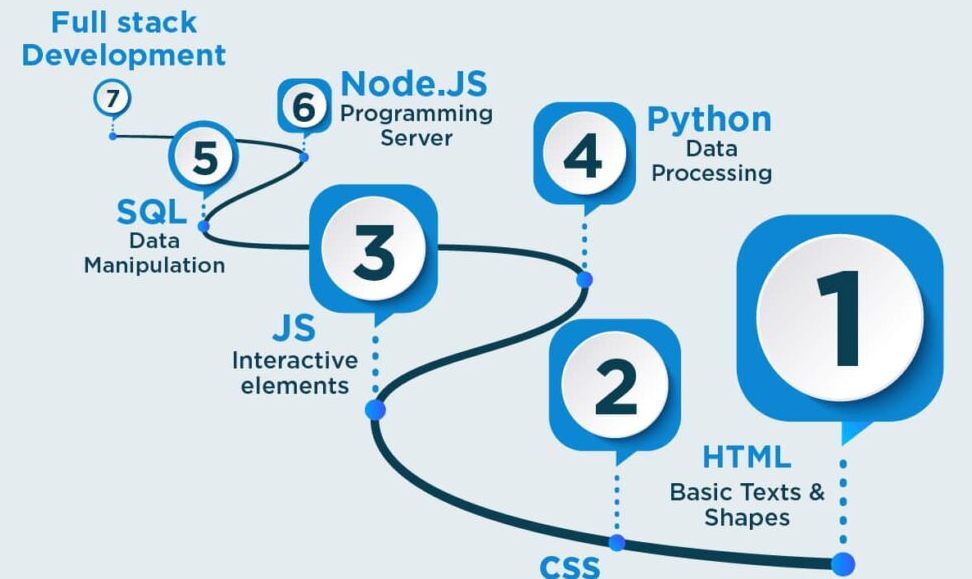 Full stack
Development
7
6
Node.JS
Programming
Server
5
SQL
Data
Manipulation
4
Python
Data
Processing
3
JS
Interactive
elements
2
CSS
1
HTML
Basic Texts &
Shapes